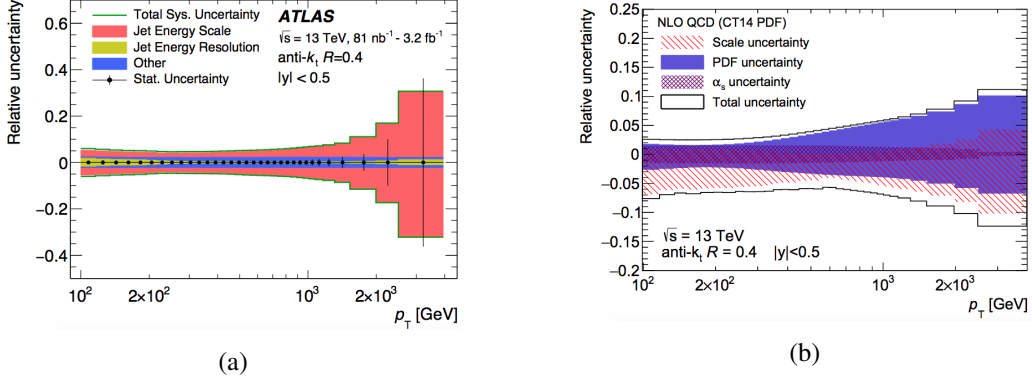 Total Sys. Uncertainty
Jet Energy Scale
Jet Energy Resolution
Other
Stat. Uncertainty
ATLAS
√s = 13 TeV, 81 nb⁻¹ - 3.2 fb⁻¹
anti-kₜ R=0.4
|y| < 0.5
Relative uncertainty
0.6
0.4
0.2
0
−0.2
−0.4
10² 2×10² 10³ 2×10³
p_T [GeV]
(a)
NLO QCD (CT14 PDF)
Scale uncertainty
PDF uncertainty
αₛ uncertainty
Total uncertainty
Relative uncertainty
0.25
0.2
0.15
0.1
0.05
0
−0.05
−0.1
−0.15
−0.2
√s = 13 TeV
anti-kₜ R = 0.4 |y|<0.5
10² 2×10² 10³ 2×10³
p_T [GeV]
(b)